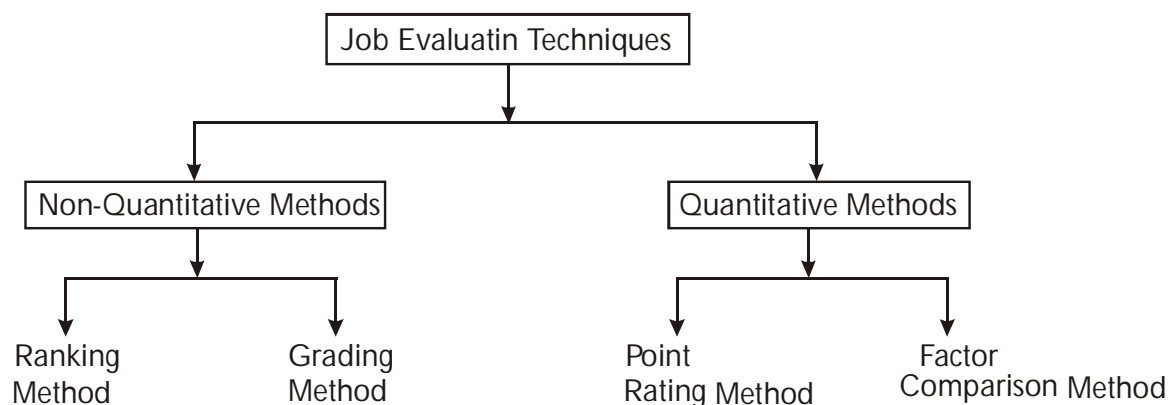 Job Evaluatin Techniques
Non-Quantitative Methods
Quantitative Methods
Ranking
Method
Grading
Method
Point
Rating Method
Factor
Comparison Method